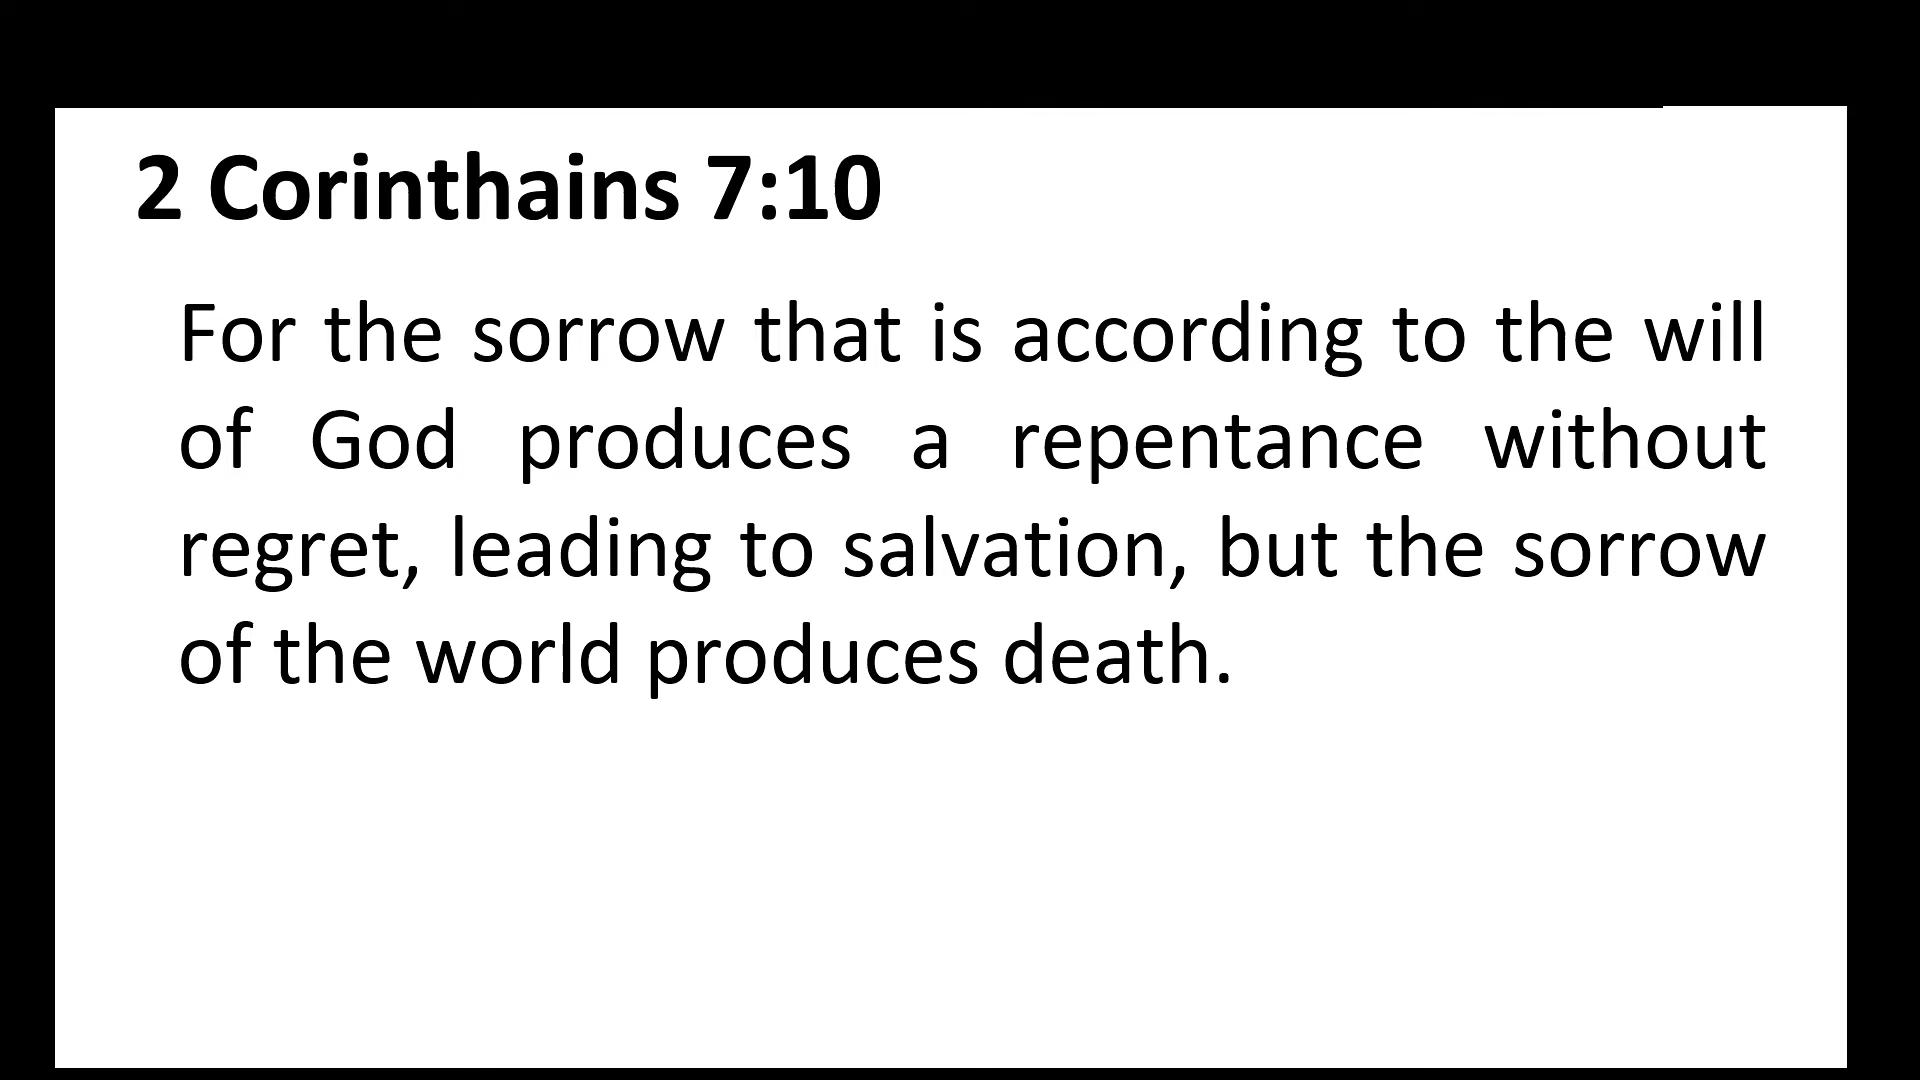 2 Corinthains 7:10
For the sorrow that is according to the will
of God produces a repentance without
regret, leading to salvation, but the sorrow
of the world produces death.